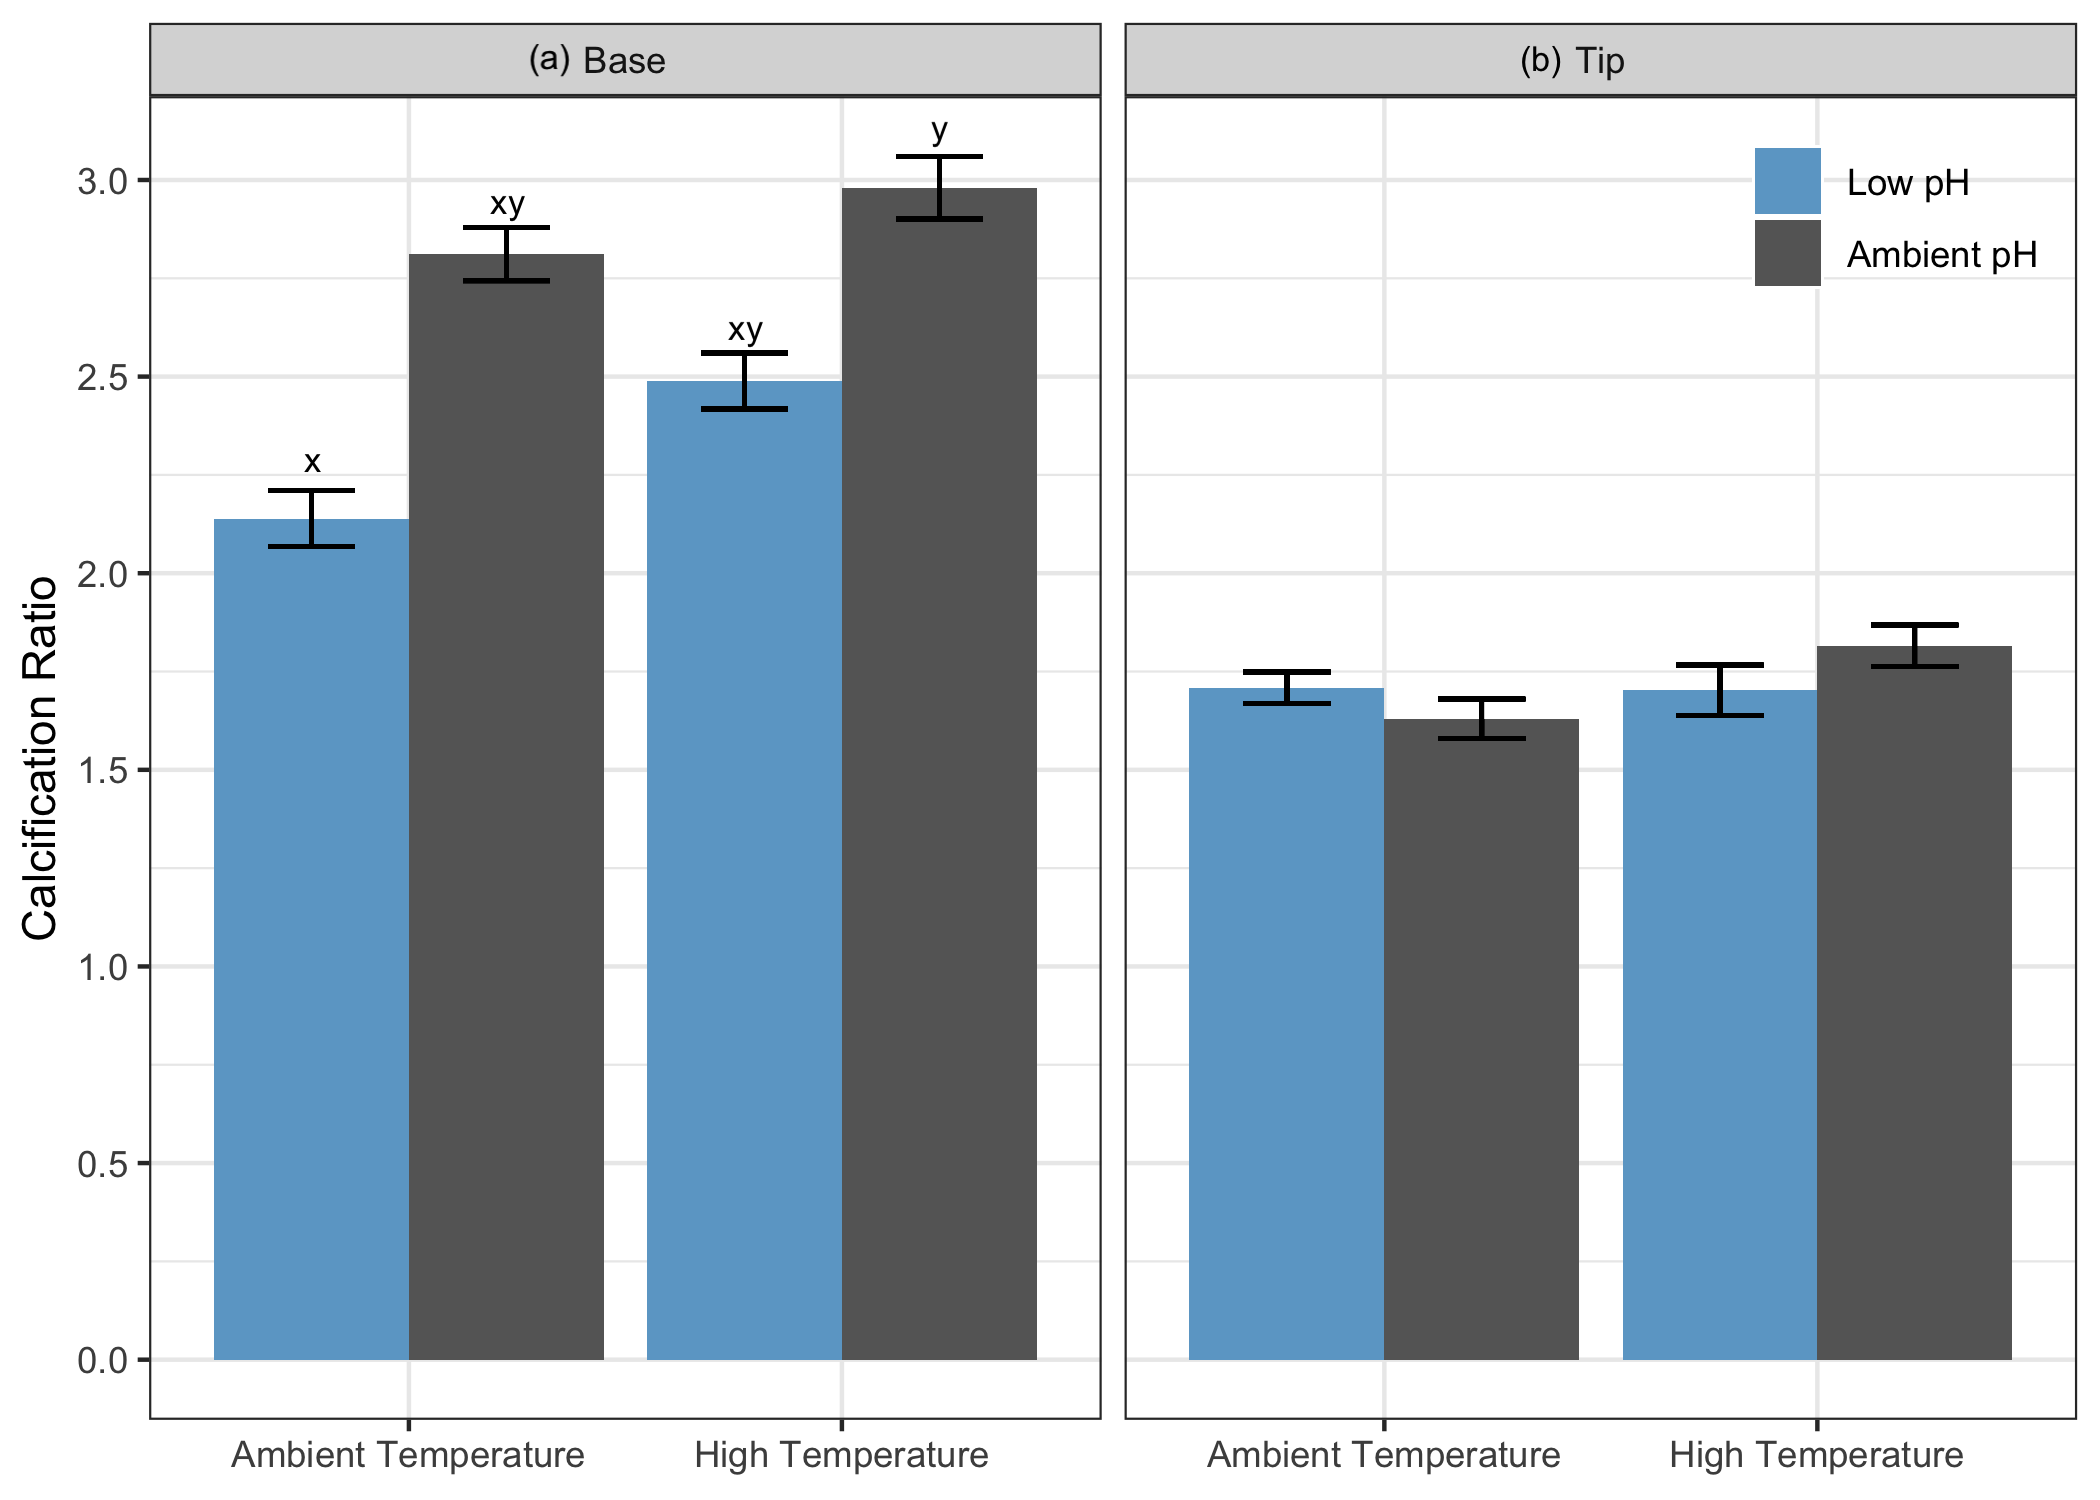 (a) Base
(b) Tip
y
xy
xy
x
Low pH
Ambient pH
3.0
2.5
2.0
1.5
1.0
0.5
0.0
Calcification Ratio
Ambient Temperature
High Temperature
Ambient Temperature
High Temperature